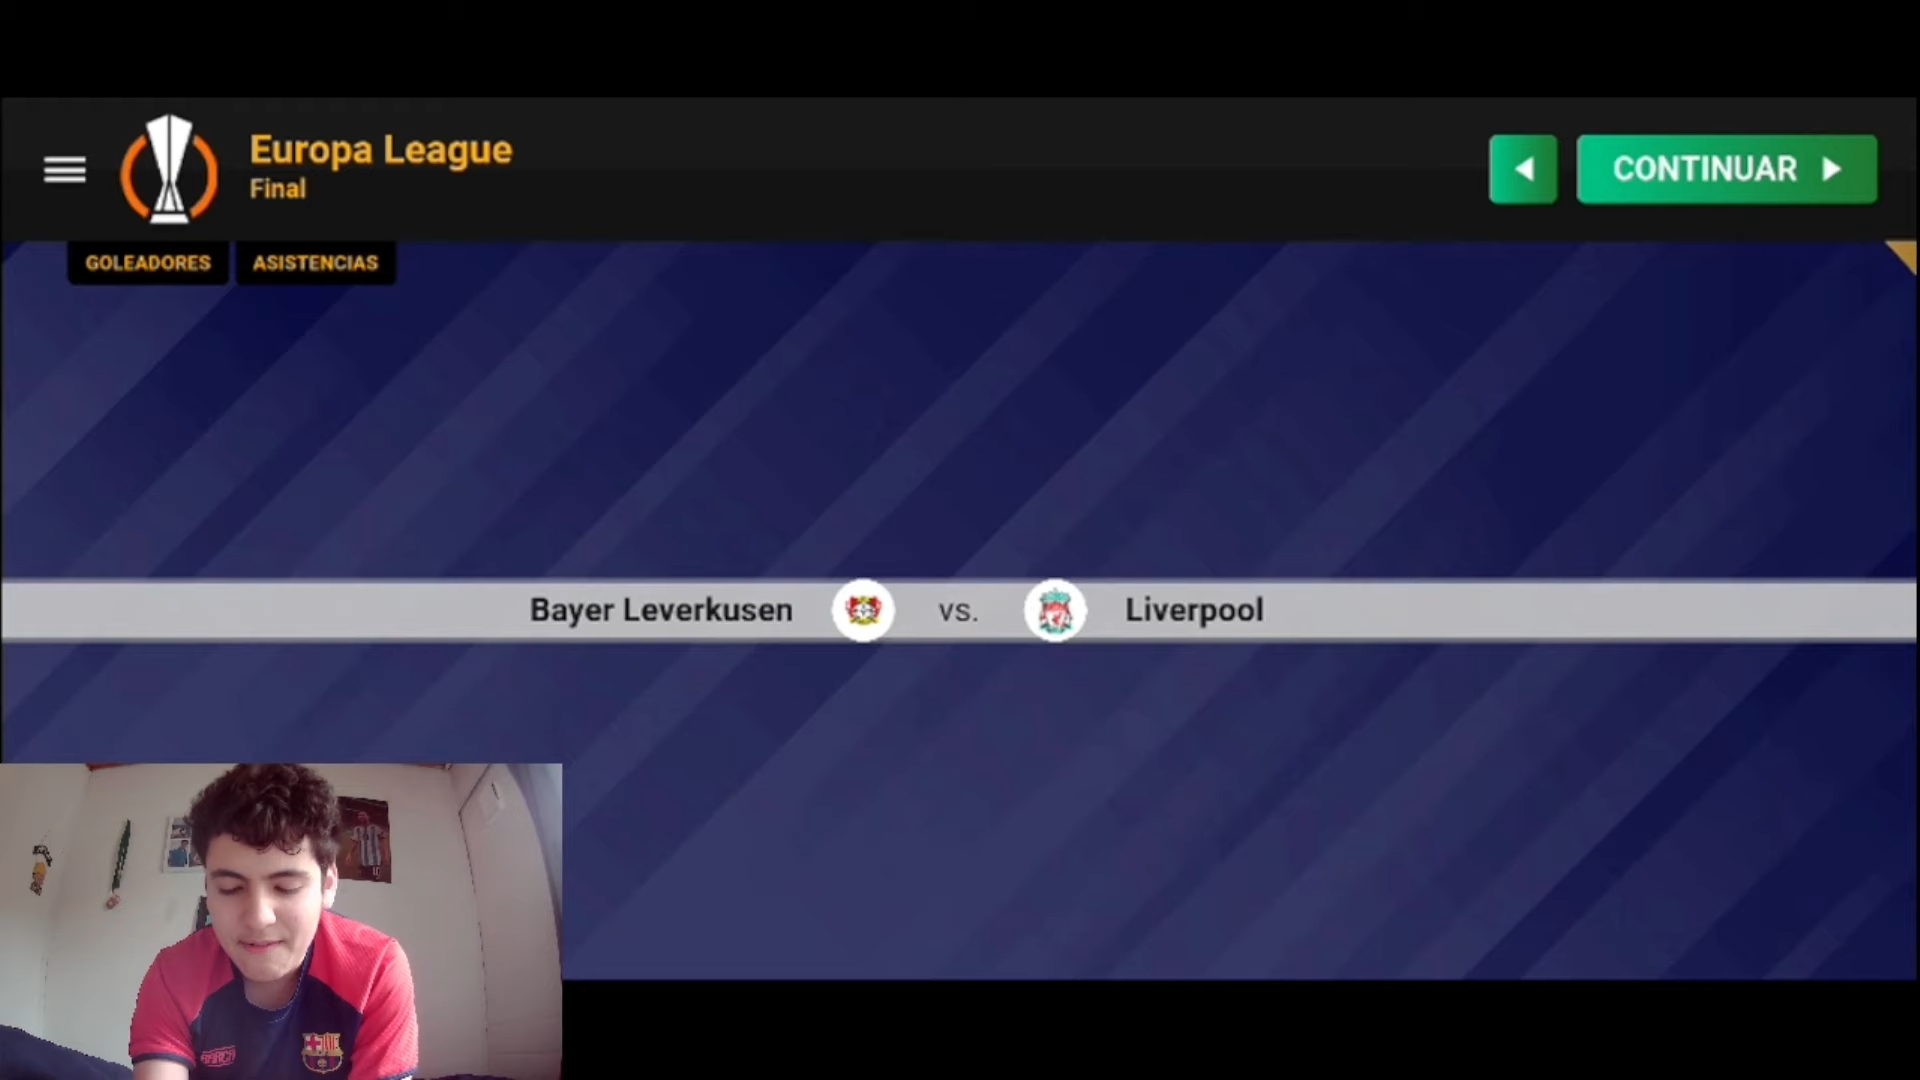 Europa League
Final
CONTINUAR
GOLEADORES
ASISTENCIAS
Bayer Leverkusen vs. Liverpool